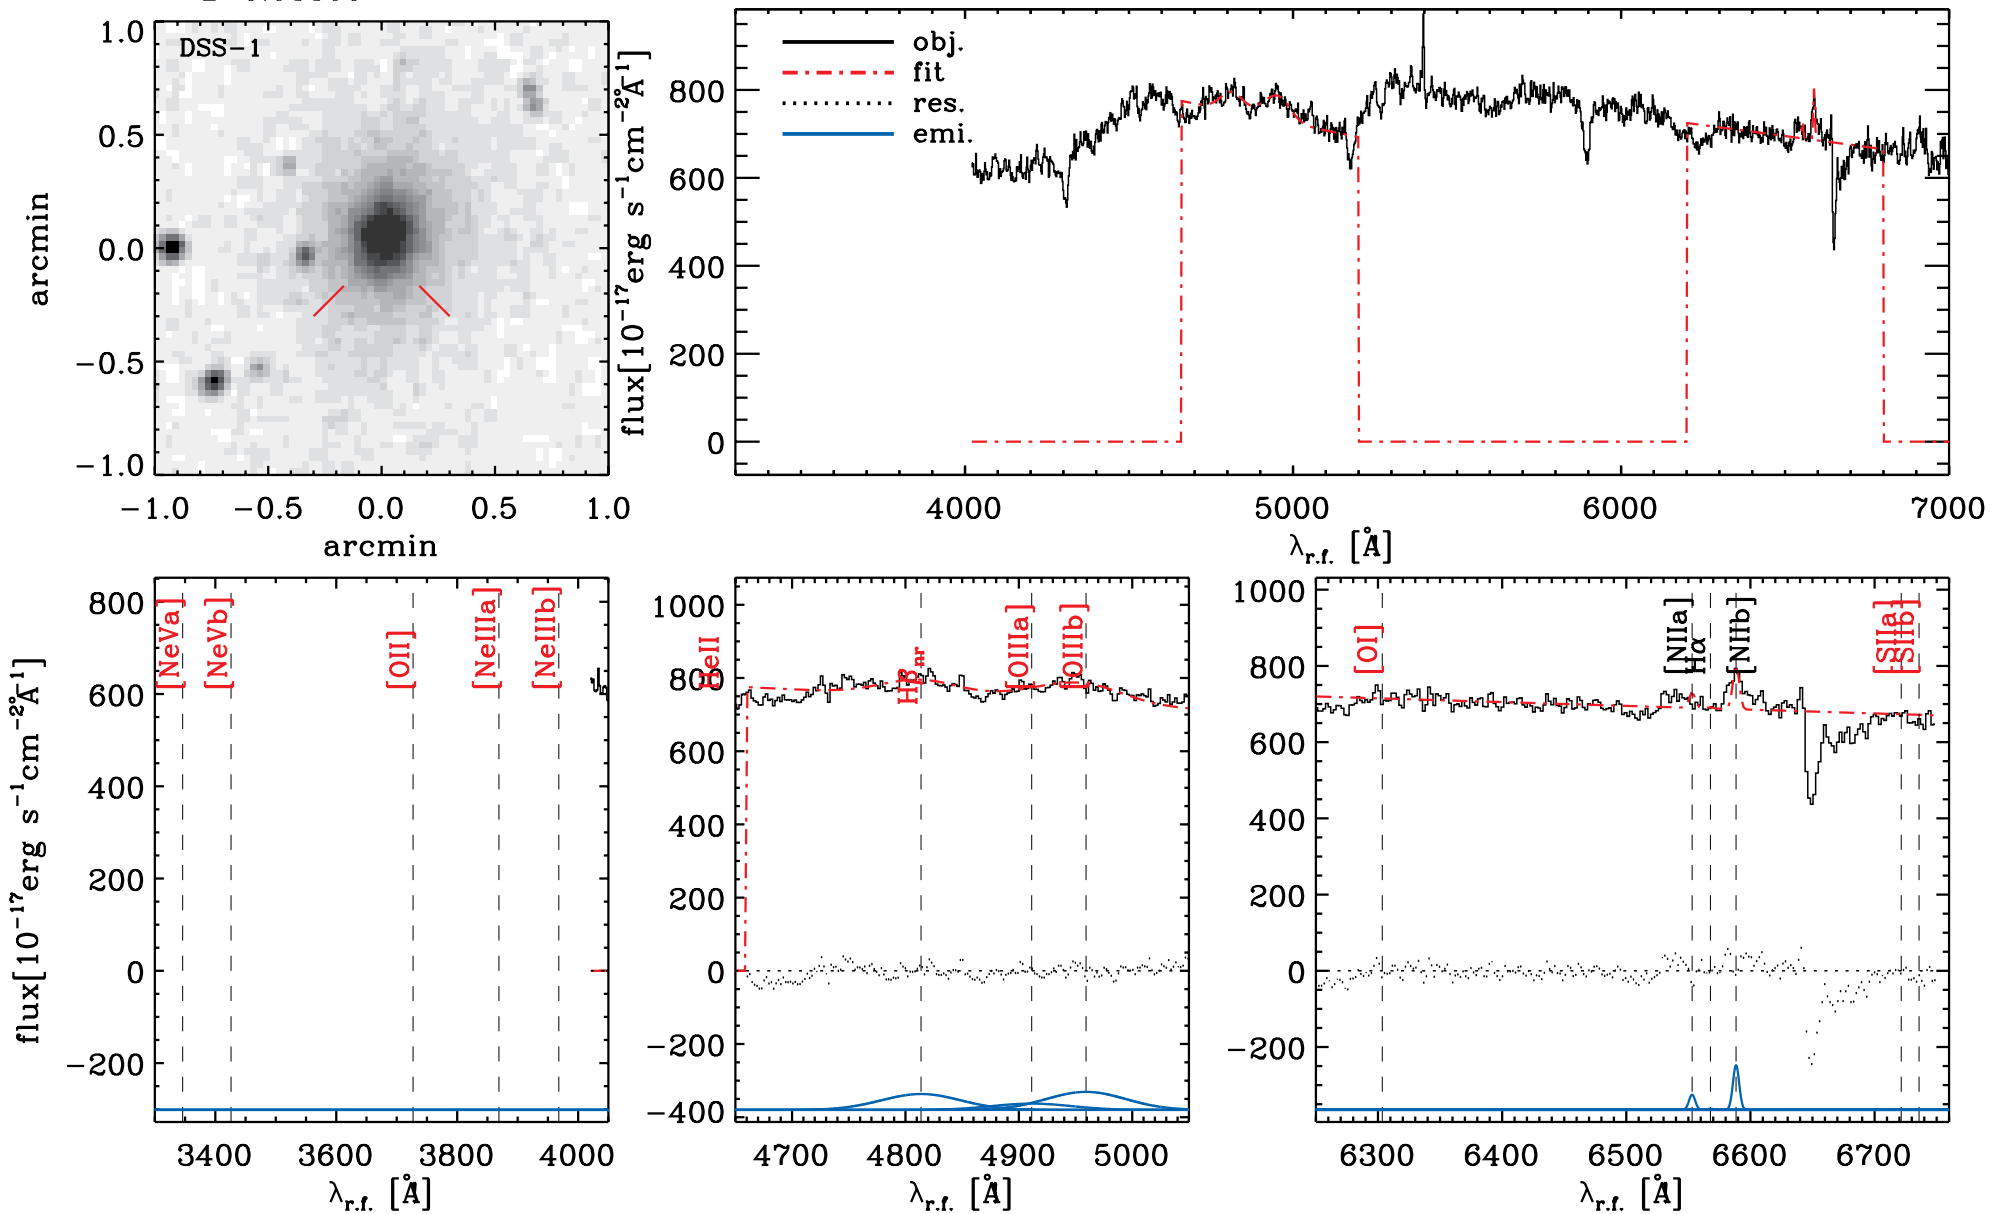 DSS-1
1.0
0.5
0.0
−0.5
−1.0
−1.0 −0.5 0.0 0.5 1.0
arcmin
arcmin
obj.
fit
res.
emi.
800
600
400
200
0
flux[10⁻¹⁷erg s⁻¹cm⁻²Å⁻¹]
4000 5000 6000 7000
λr.f. [Å]
[NeVa]
[NeVb]
[OII]
[NeIIIa]
[NeIIIb]
800
600
400
200
0
−200
flux[10⁻¹⁷erg s⁻¹cm⁻²Å⁻¹]
3400 3600 3800 4000
λr.f. [Å]
HeII
Hβnr
[OIIIa]
[OIIIb]
1000
800
600
400
200
0
−200
−400
4700 4800 4900 5000
λr.f. [Å]
[OI]
[NIIa]
Hα
[NIIb]
[SIIa]
[SIIb]
1000
800
600
400
200
0
−200
6300 6400 6500 6600 6700
λr.f. [Å]